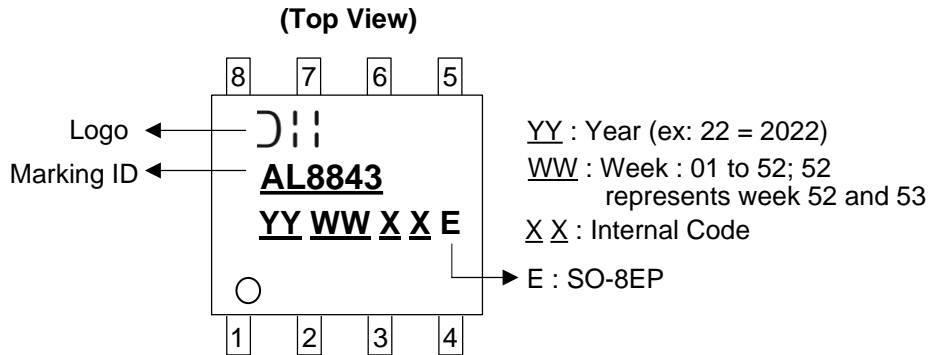 (Top View)
8 7 6 5
Logo
Marking ID
AL8843
YY WW X X E
YY : Year (ex: 22 = 2022)
WW : Week : 01 to 52; 52
represents week 52 and 53
X X : Internal Code
E : SO-8EP
1 2 3 4